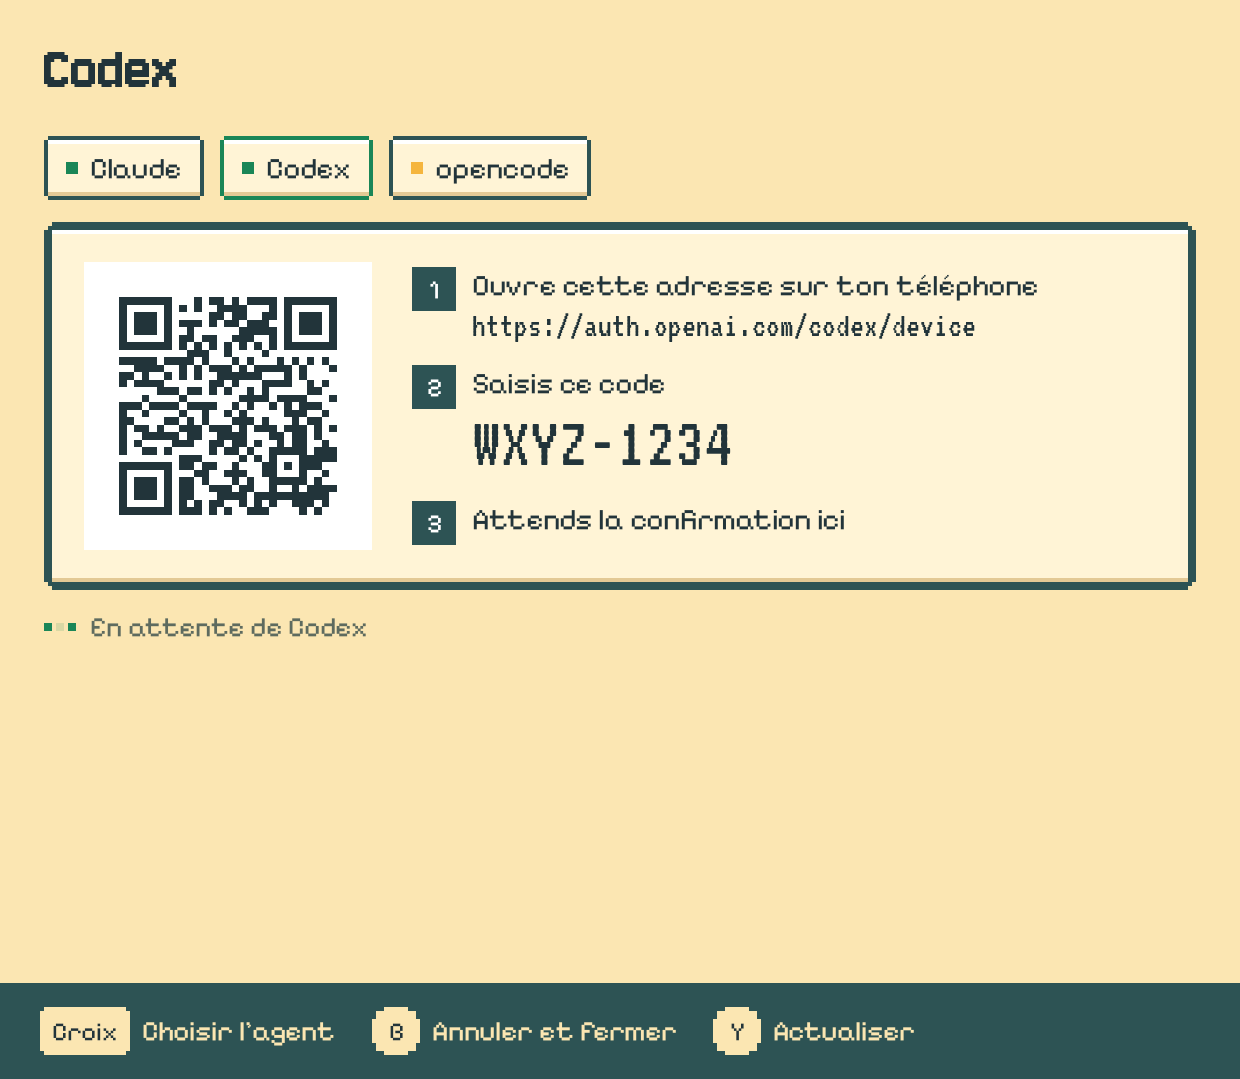 Codex
Claude
Codex
opencode
1 Ouvre cette adresse sur ton téléphone
https://auth.openai.com/codex/device
2 Saisis ce code
WXYZ-1234
3 Attends la confirmation ici
En attente de Codex
Croix Choisir l'agent B Annuler et fermer Y Actualiser